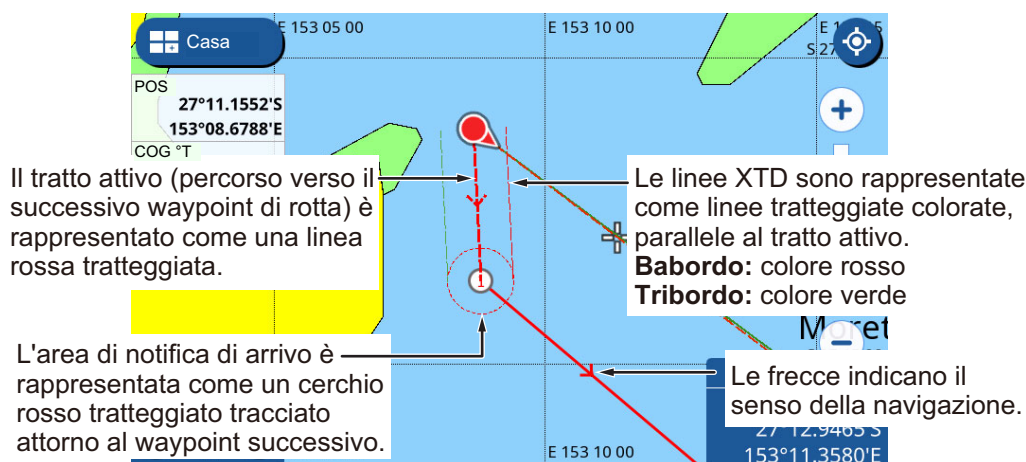 Casa
E 153 05 00
E 153 10 00
POS
27°11.1552'S
153°08.6788'E
COG °T
Il tratto attivo (percorso verso il
successivo waypoint di rotta) è
rappresentato come una linea
rossa tratteggiata.
Le linee XTD sono rappresentate
come linee tratteggiate colorate,
parallele al tratto attivo.
Babordo: colore rosso
Tribordo: colore verde
1
L'area di notifica di arrivo è
rappresentata come un cerchio
rosso tratteggiato tracciato
attorno al waypoint successivo.
Le frecce indicano il
senso della navigazione.
27°12.9465'S
153°11.3580'E
E 153 10 00